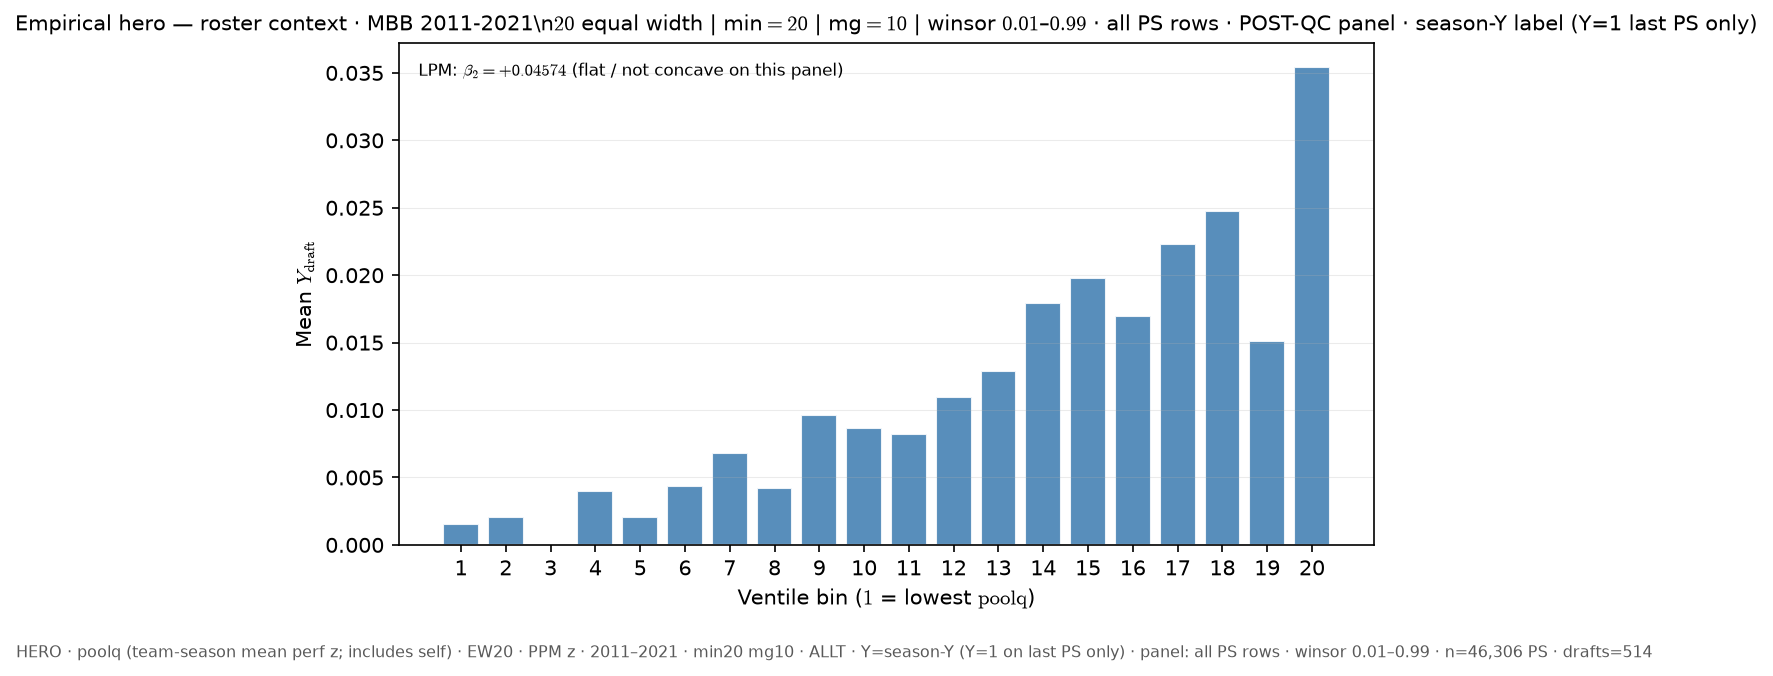 Empirical hero — roster context · MBB 2011-2021\n20 equal width | min = 20 | mg = 10 | winsor 0.01–0.99 · all PS rows · POST-QC panel · season-Y label (Y=1 last PS only)
LPM: β₂ = +0.04574 (flat / not concave on this panel)
Mean Y_draft
0.035
0.030
0.025
0.020
0.015
0.010
0.005
0.000
1 2 3 4 5 6 7 8 9 10 11 12 13 14 15 16 17 18 19 20
Ventile bin (1 = lowest poolq)
HERO · poolq (team-season mean perf z; includes self) · EW20 · PPM z · 2011–2021 · min20 mg10 · ALLT · Y=season-Y (Y=1 on last PS only) · panel: all PS rows · winsor 0.01–0.99 · n=46,306 PS · drafts=514